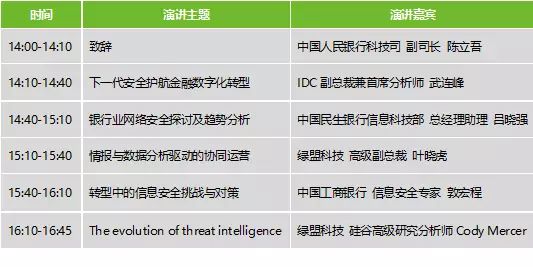 时间 演讲主题 演讲嘉宾
14:00-14:10 致辞 中国人民银行科技司 副司长 陈立吾
14:10-14:40 下一代安全护航金融数字化转型 IDC 副总裁兼首席分析师 武连峰
14:40-15:10 银行业网络安全探讨及趋势分析 中国民生银行信息科技部 总经理助理 吕晓强
15:10-15:40 情报与数据分析驱动的协同运营 绿盟科技 高级副总裁 叶晓虎
15:40-16:10 转型中的信息安全挑战与对策 中国工商银行 信息安全专家 敦宏程
16:10-16:45 The evolution of threat intelligence 绿盟科技 硅谷高级研究分析师 Cody Mercer